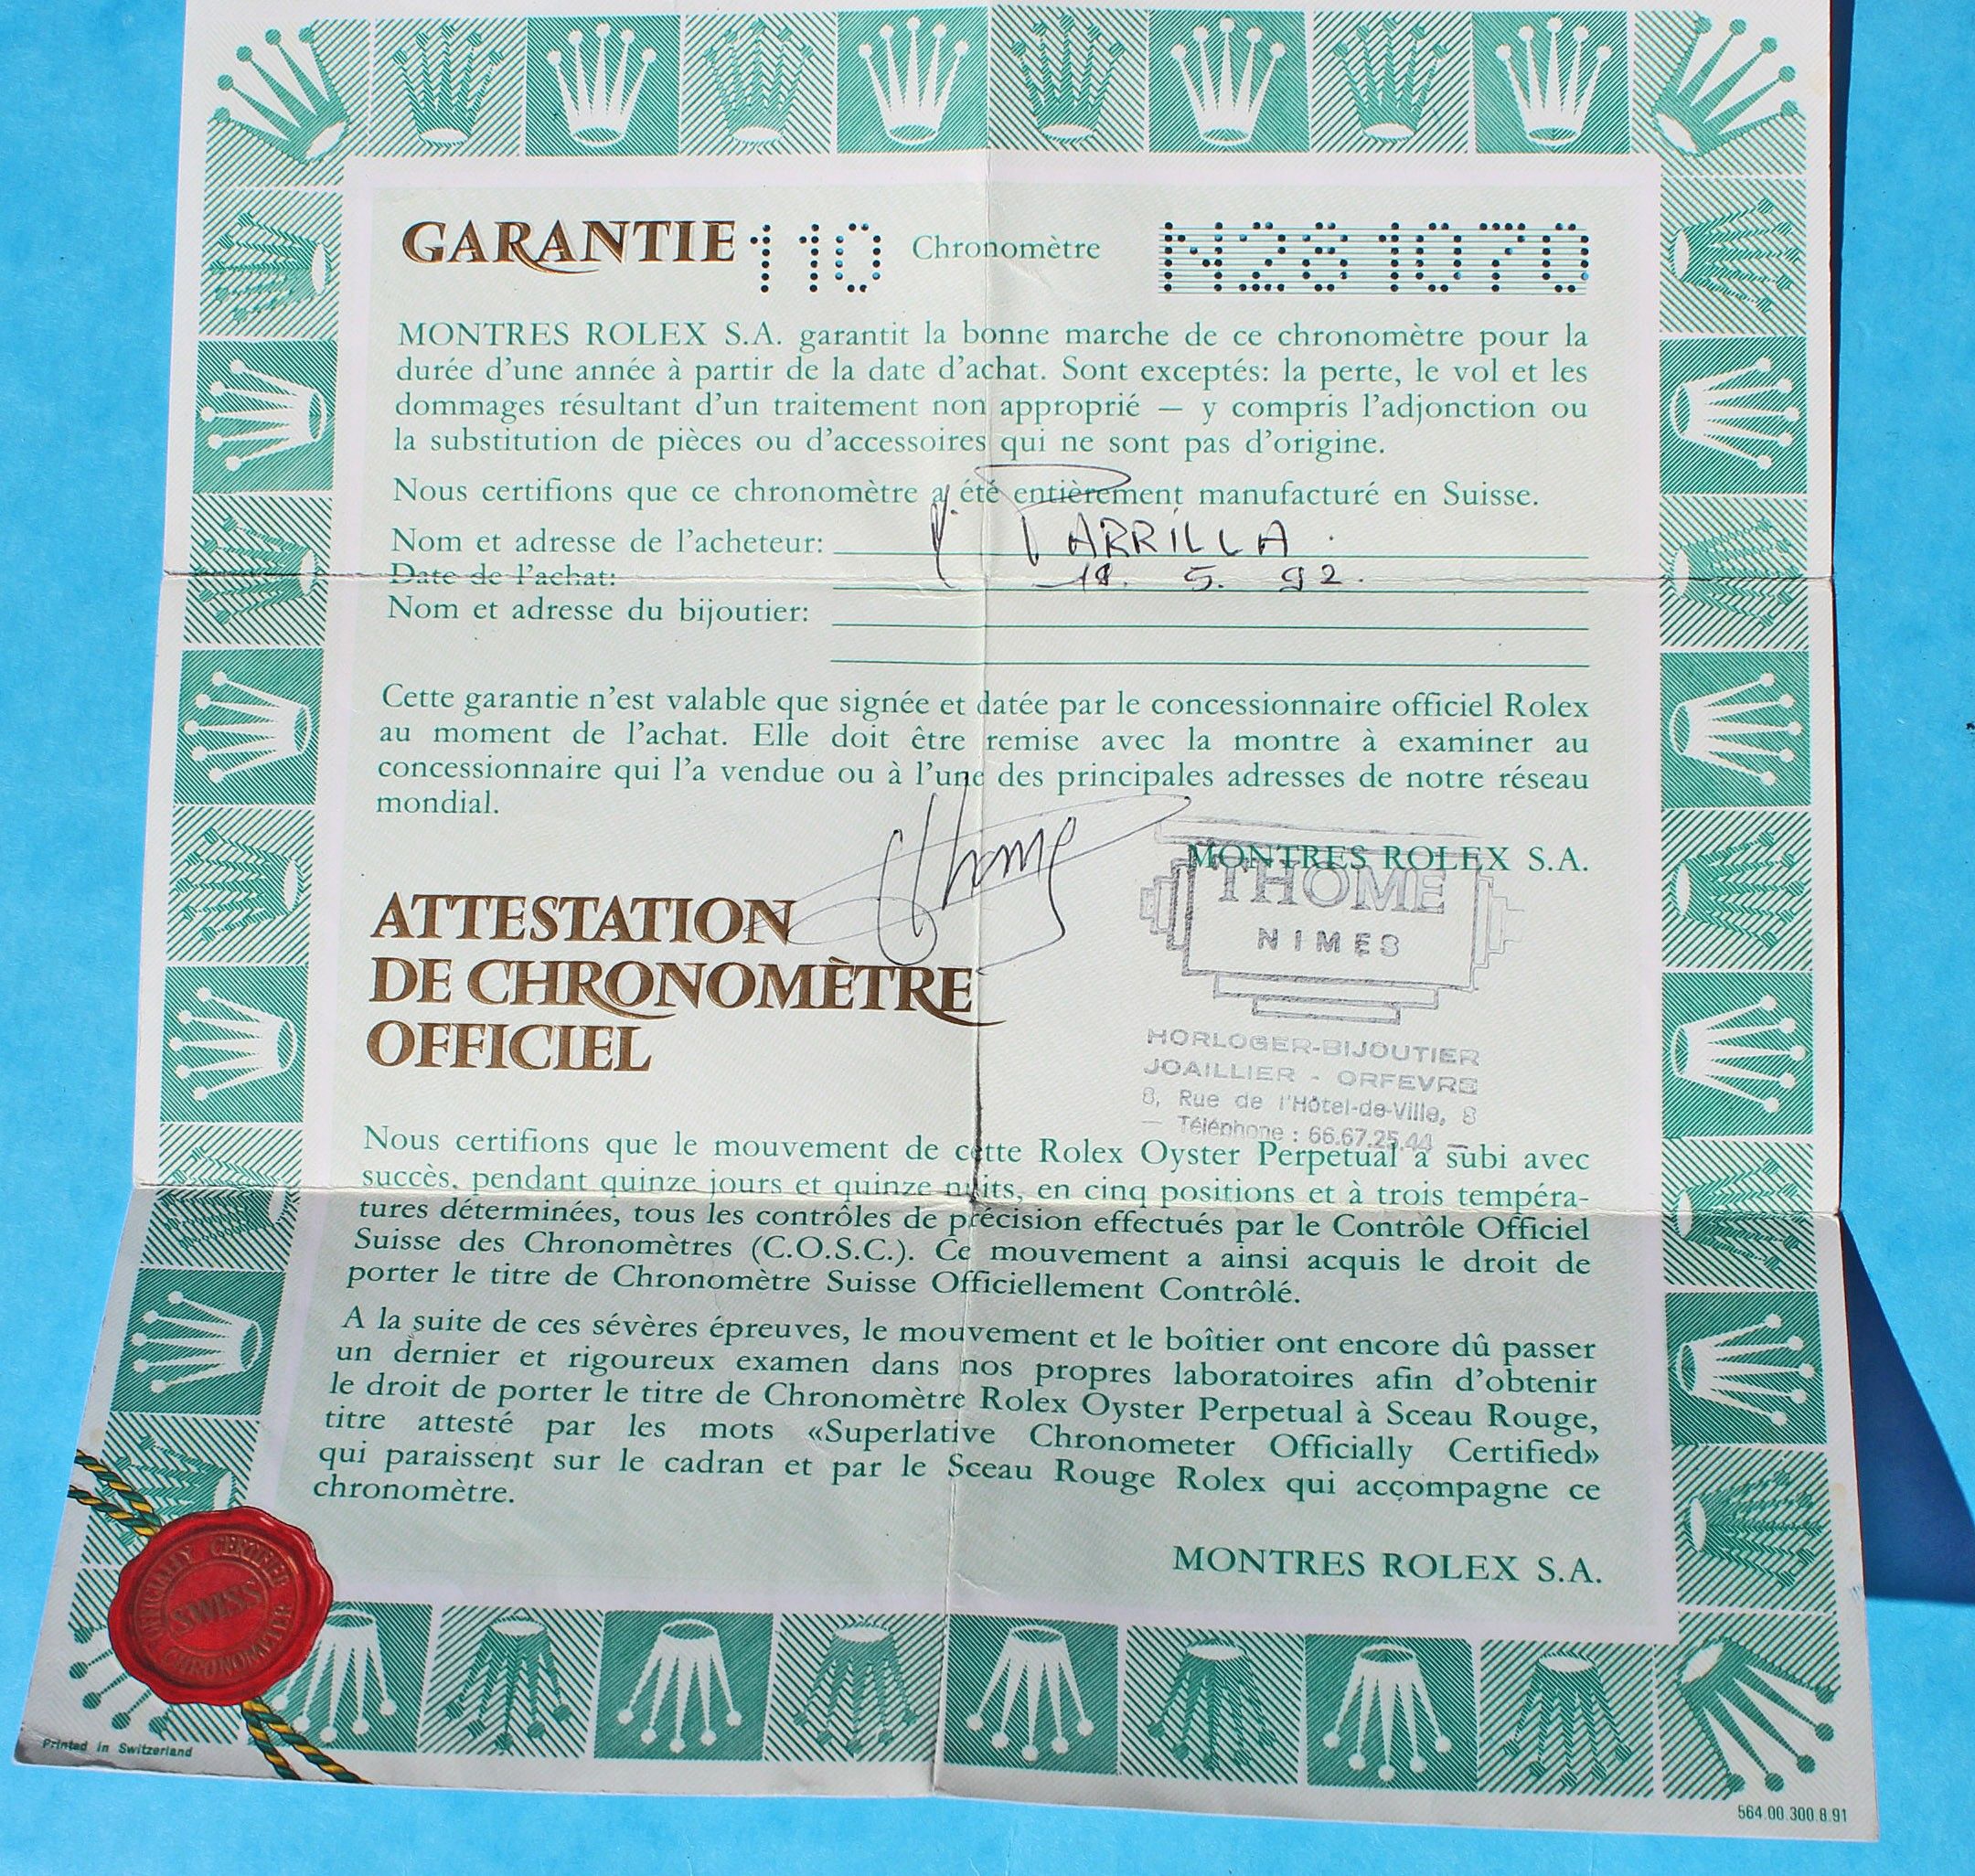 GARANTIE 110 Chronomètre N281070
MONTRES ROLEX S.A. garantit la bonne marche de ce chronomètre pour la
durée d'une année à partir de la date d'achat. Sont exceptés: la perte, le vol et les
dommages résultant d'un traitement non approprié — y compris l'adjonction ou
la substitution de pièces ou d'accessoires qui ne sont pas d'origine.
Nous certifions que ce chronomètre a été entièrement manufacturé en Suisse.
Nom et adresse de l'acheteur: PARRILLA.
Date de l'achat: 5. 92.
Nom et adresse du bijoutier:
Cette garantie n'est valable que signée et datée par le concessionnaire officiel Rolex
au moment de l'achat. Elle doit être remise avec la montre à examiner au
concessionnaire qui l'a vendue ou à l'une des principales adresses de notre réseau
mondial.
MONTRES ROLEX S.A.
Thome
THOME
NIMES
HORLOGER-BIJOUTIER
JOAILLIER - ORFEVRE
8, Rue de l'Hôtel-de-Ville, 8
— Téléphone : 66.67.25.44 —
ATTESTATION
DE CHRONOMÈTRE
OFFICIEL
Nous certifions que le mouvement de cette Rolex Oyster Perpetual a subi avec
succès, pendant quinze jours et quinze nuits, en cinq positions et à trois tempéra-
tures déterminées, tous les contrôles de précision effectués par le Contrôle Officiel
Suisse des Chronomètres (C.O.S.C.). Ce mouvement a ainsi acquis le droit de
porter le titre de Chronomètre Suisse Officiellement Contrôlé.
A la suite de ces sévères épreuves, le mouvement et le boîtier ont encore dû passer
un dernier et rigoureux examen dans nos propres laboratoires afin d'obtenir
le droit de porter le titre de Chronomètre Rolex Oyster Perpetual à Sceau Rouge,
titre attesté par les mots «Superlative Chronometer Officially Certified»
qui paraissent sur le cadran et par le Sceau Rouge Rolex qui accompagne ce
chronomètre.
MONTRES ROLEX S.A.
OFFICIALLY CERTIFIED
SWISS
CHRONOMETER
Printed in Switzerland
564.00.300.8.91